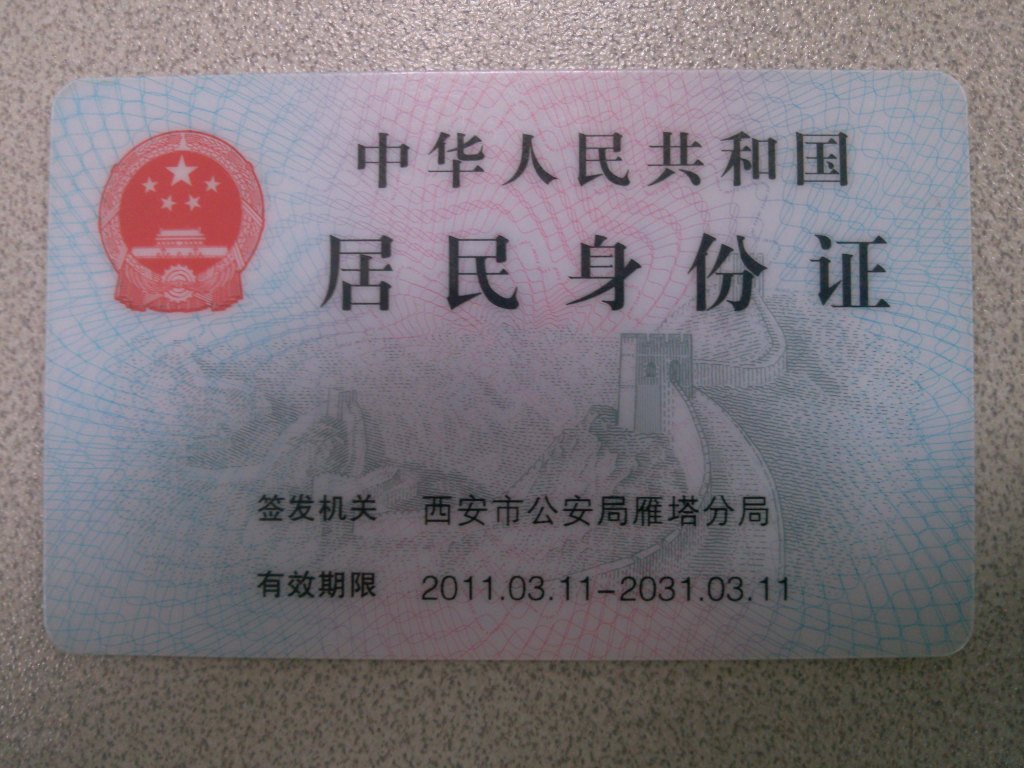 中华人民共和国
居民身份证
签发机关 西安市公安局雁塔分局
有效期限 2011.03.11-2031.03.11